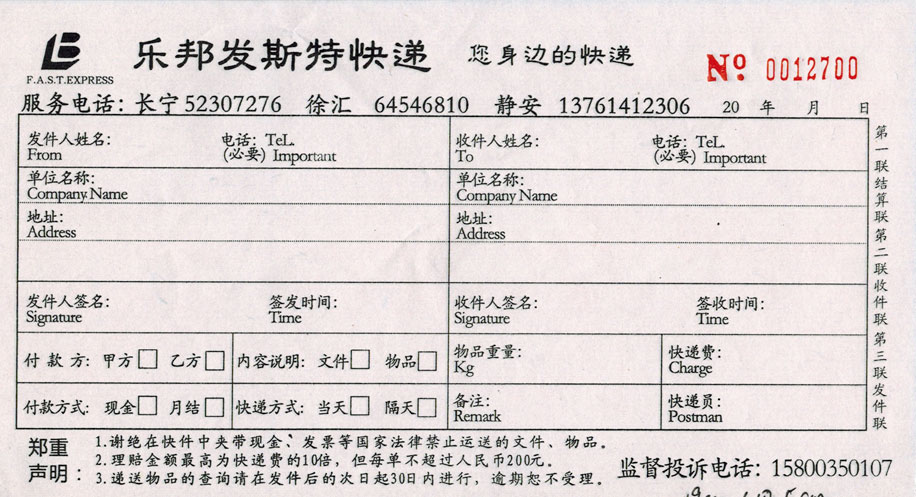 乐邦发斯特快递 您身边的快递
F.A.S.T.EXPRESS
No 0012700
服务电话: 长宁 52307276 徐汇 64546810 静安 13761412306 20 年 月 日
发件人姓名: 电话: TeL. 收件人姓名: 电话: TeL.
From (必要) Important To (必要) Important
单位名称: 单位名称:
Company Name Company Name
地址: 地址:
Address Address
发件人签名: 签发时间: 收件人签名: 签收时间:
Signature Time Signature Time
付 款 方: 甲方 乙方 内容说明: 文件 物品 物品重量: 快递费:
Kg Charge
付款方式: 现金 月结 快递方式: 当天 隔天 备注: 快递员:
Remark Postman
第一联结算联 第二联收件联 第三联发件联
郑重声明:
1.谢绝在快件中夹带现金、发票等国家法律禁止运送的文件、物品。
2.理赔金额最高为快递费的10倍, 但每单不超过人民币200元。
3.递送物品的查询请在发件后的次日起30日内进行, 逾期恕不受理。
监督投诉电话: 15800350107